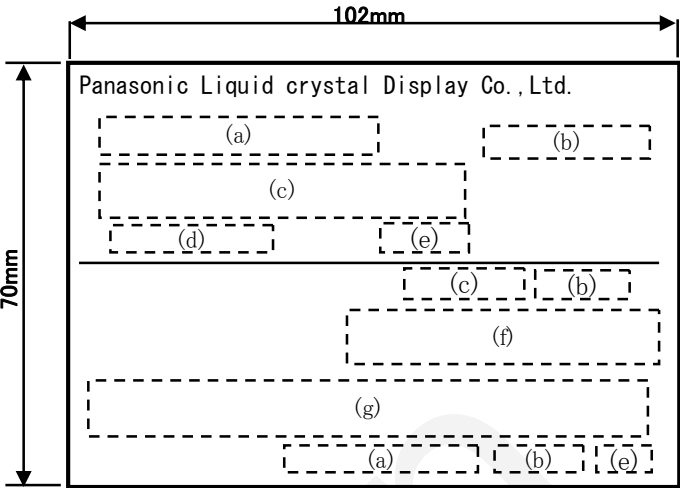 102mm
Panasonic Liquid crystal Display Co.,Ltd.
(a) (b)
(c)
(d) (e)
70mm
(c) (b)
(f)
(g)
(a) (b) (e)